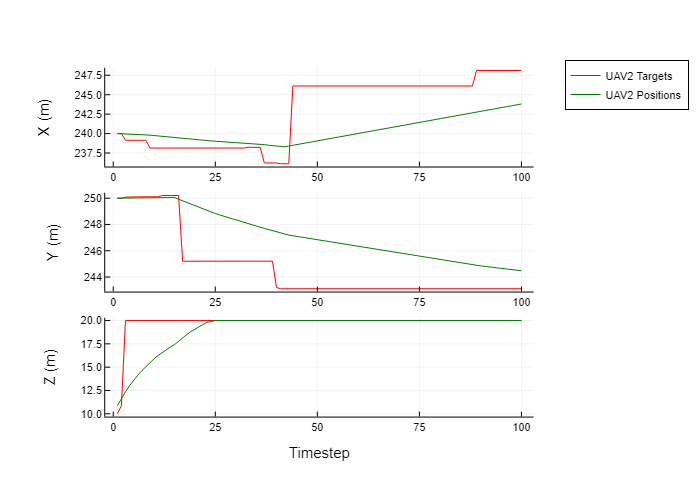 UAV2 Targets
UAV2 Positions
X (m)
247.5
245.0
242.5
240.0
237.5
0 25 50 75 100
Y (m)
250
248
246
244
0 25 50 75 100
Z (m)
20.0
17.5
15.0
12.5
10.0
0 25 50 75 100
Timestep